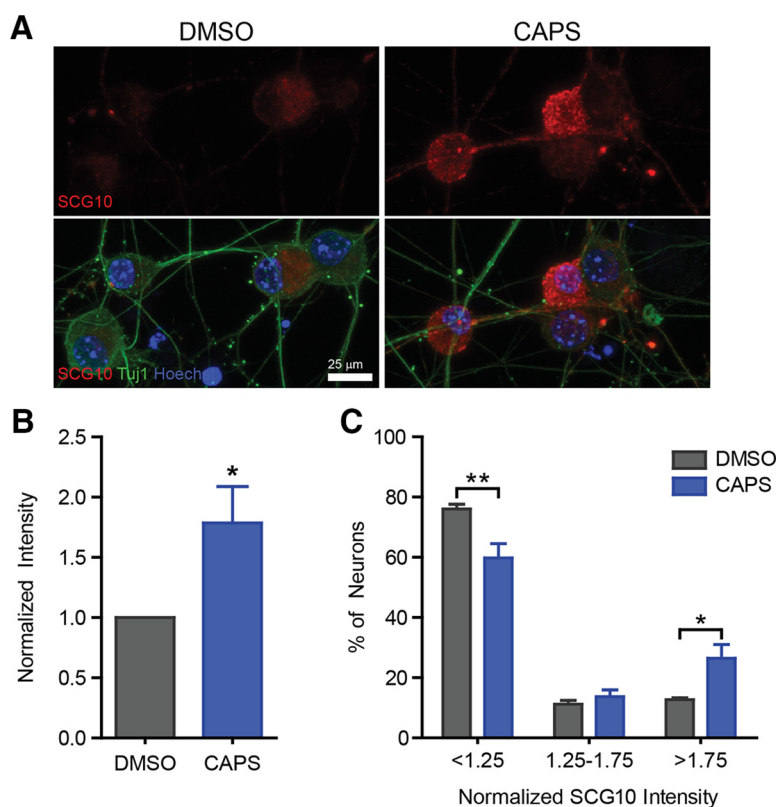 A
DMSO
CAPS
SCG10
SCG10 Tuj1 Hoech
25 μm
B
Normalized Intensity
2.5
2.0
1.5
1.0
0.5
0.0
*
DMSO
CAPS
C
% of Neurons
100
80
60
40
20
0
**
*
DMSO
CAPS
<1.25
1.25-1.75
>1.75
Normalized SCG10 Intensity